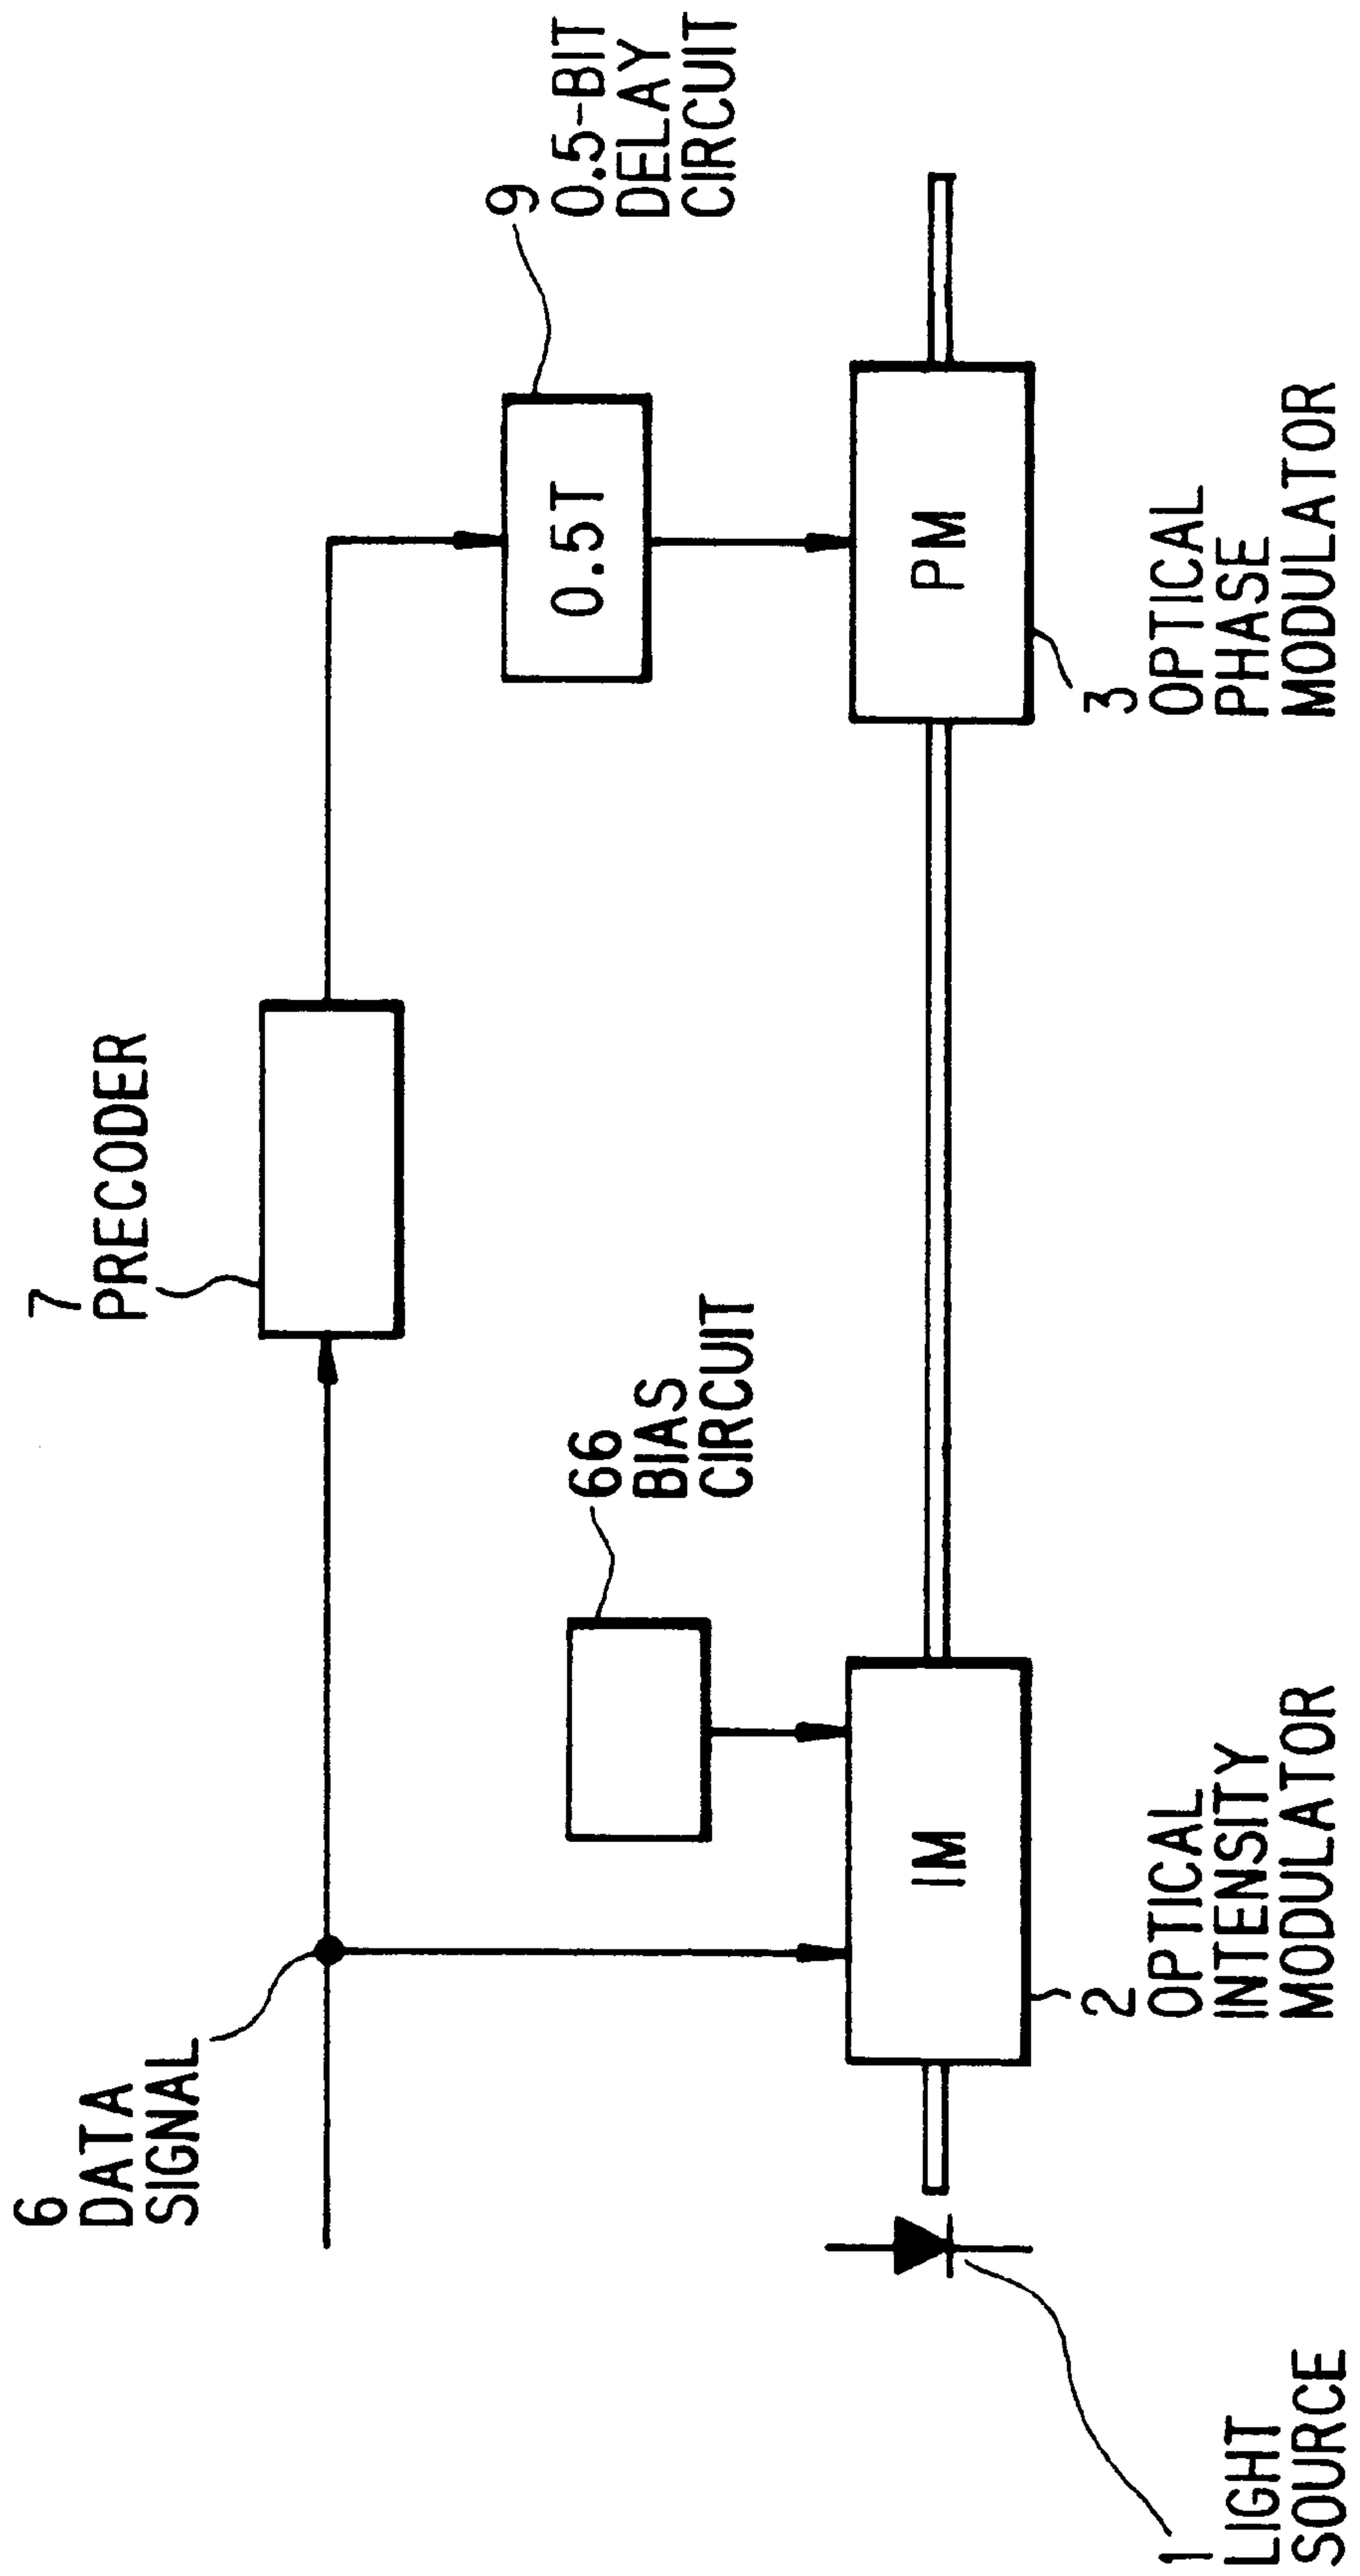 6
DATA
SIGNAL
7
PRECODER
66
BIAS
CIRCUIT
9
0.5-BIT
DELAY
CIRCUIT
0.5T
IM
PM
1
LIGHT
SOURCE
2
OPTICAL
INTENSITY
MODULATOR
3
OPTICAL
PHASE
MODULATOR